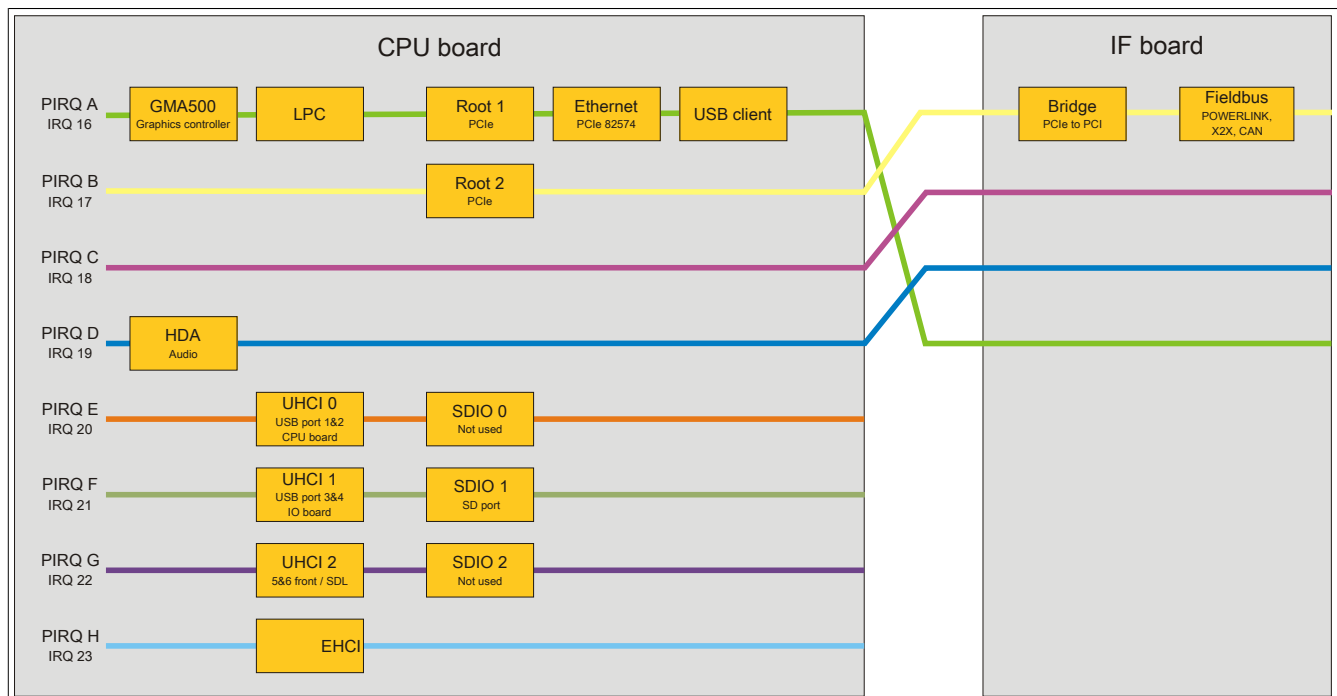 CPU board
IF board
PIRQ A
IRQ 16
GMA500
Graphics controller
LPC
Root 1
PCIe
Ethernet
PCIe 82574
USB client
Bridge
PCIe to PCI
Fieldbus
POWERLINK,
X2X, CAN
PIRQ B
IRQ 17
Root 2
PCIe
PIRQ C
IRQ 18
PIRQ D
IRQ 19
HDA
Audio
PIRQ E
IRQ 20
UHCI 0
USB port 1&2
CPU board
SDIO 0
Not used
PIRQ F
IRQ 21
UHCI 1
USB port 3&4
IO board
SDIO 1
SD port
PIRQ G
IRQ 22
UHCI 2
5&6 front / SDL
SDIO 2
Not used
PIRQ H
IRQ 23
EHCI